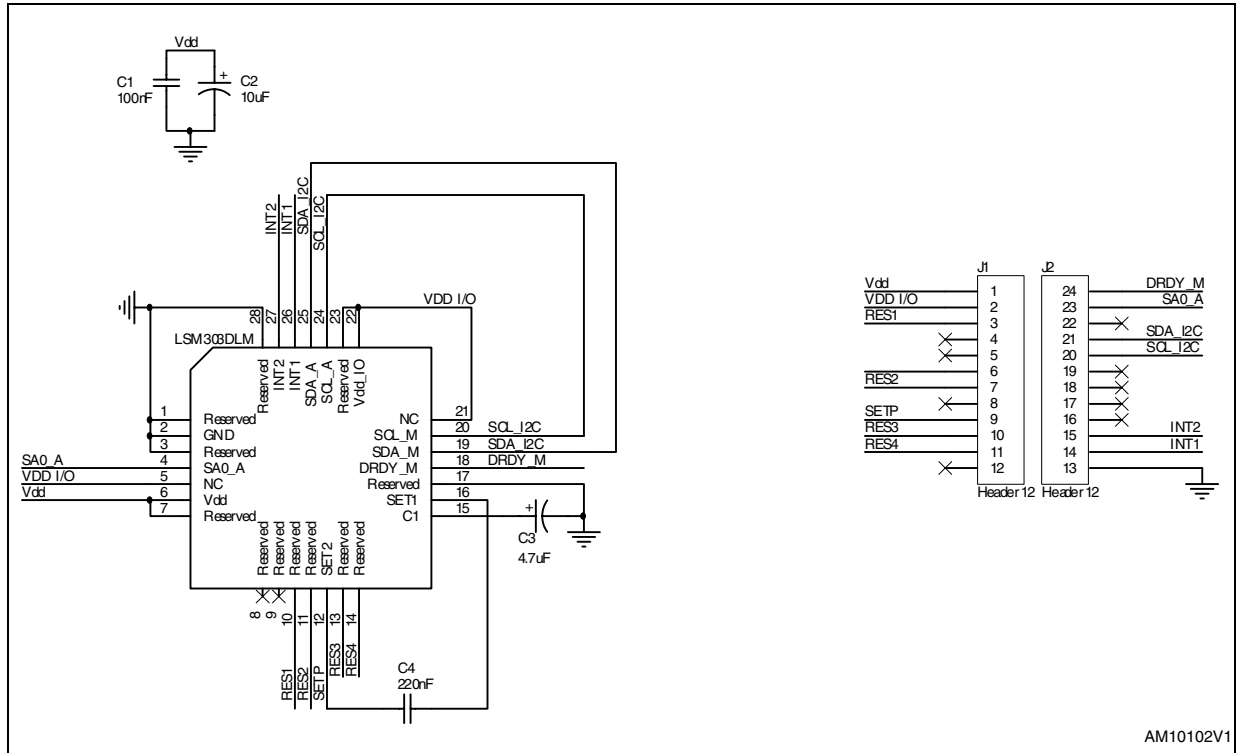 Vdd
C1
100nF
+
C2
10uF
INT2
INT1
SDA_I2C
SCL_I2C
VDD I/O
28
27
26
25
24
23
22
LSM303DLM
Reserved
INT2
INT1
SDA_A
SCL_A
Reserved
Vdd_IO
1 Reserved
2 GND
3 Reserved
SA0_A 4 SA0_A
VDD I/O 5 NC
Vdd 6 Vdd
7 Reserved
NC 21
SCL_M 20 SCL_I2C
SDA_M 19 SDA_I2C
DRDY_M 18 DRDY_M
Reserved 17
SET1 16
C1 15
+
C3
4.7uF
Reserved
Reserved
Reserved
Reserved
SET2
Reserved
Reserved
8
9
10
11
12
13
14
RES1
RES2
SETP
RES3
RES4
C4
220nF
J1
Vdd 1
VDD I/O 2
RES1 3
4
5
6
RES2 7
8
SETP 9
RES3 10
RES4 11
12
Header 12
J2
24 DRDY_M
23 SA0_A
22
21 SDA_I2C
20 SCL_I2C
19
18
17
16
15 INT2
14 INT1
13
Header 12
AM10102V1